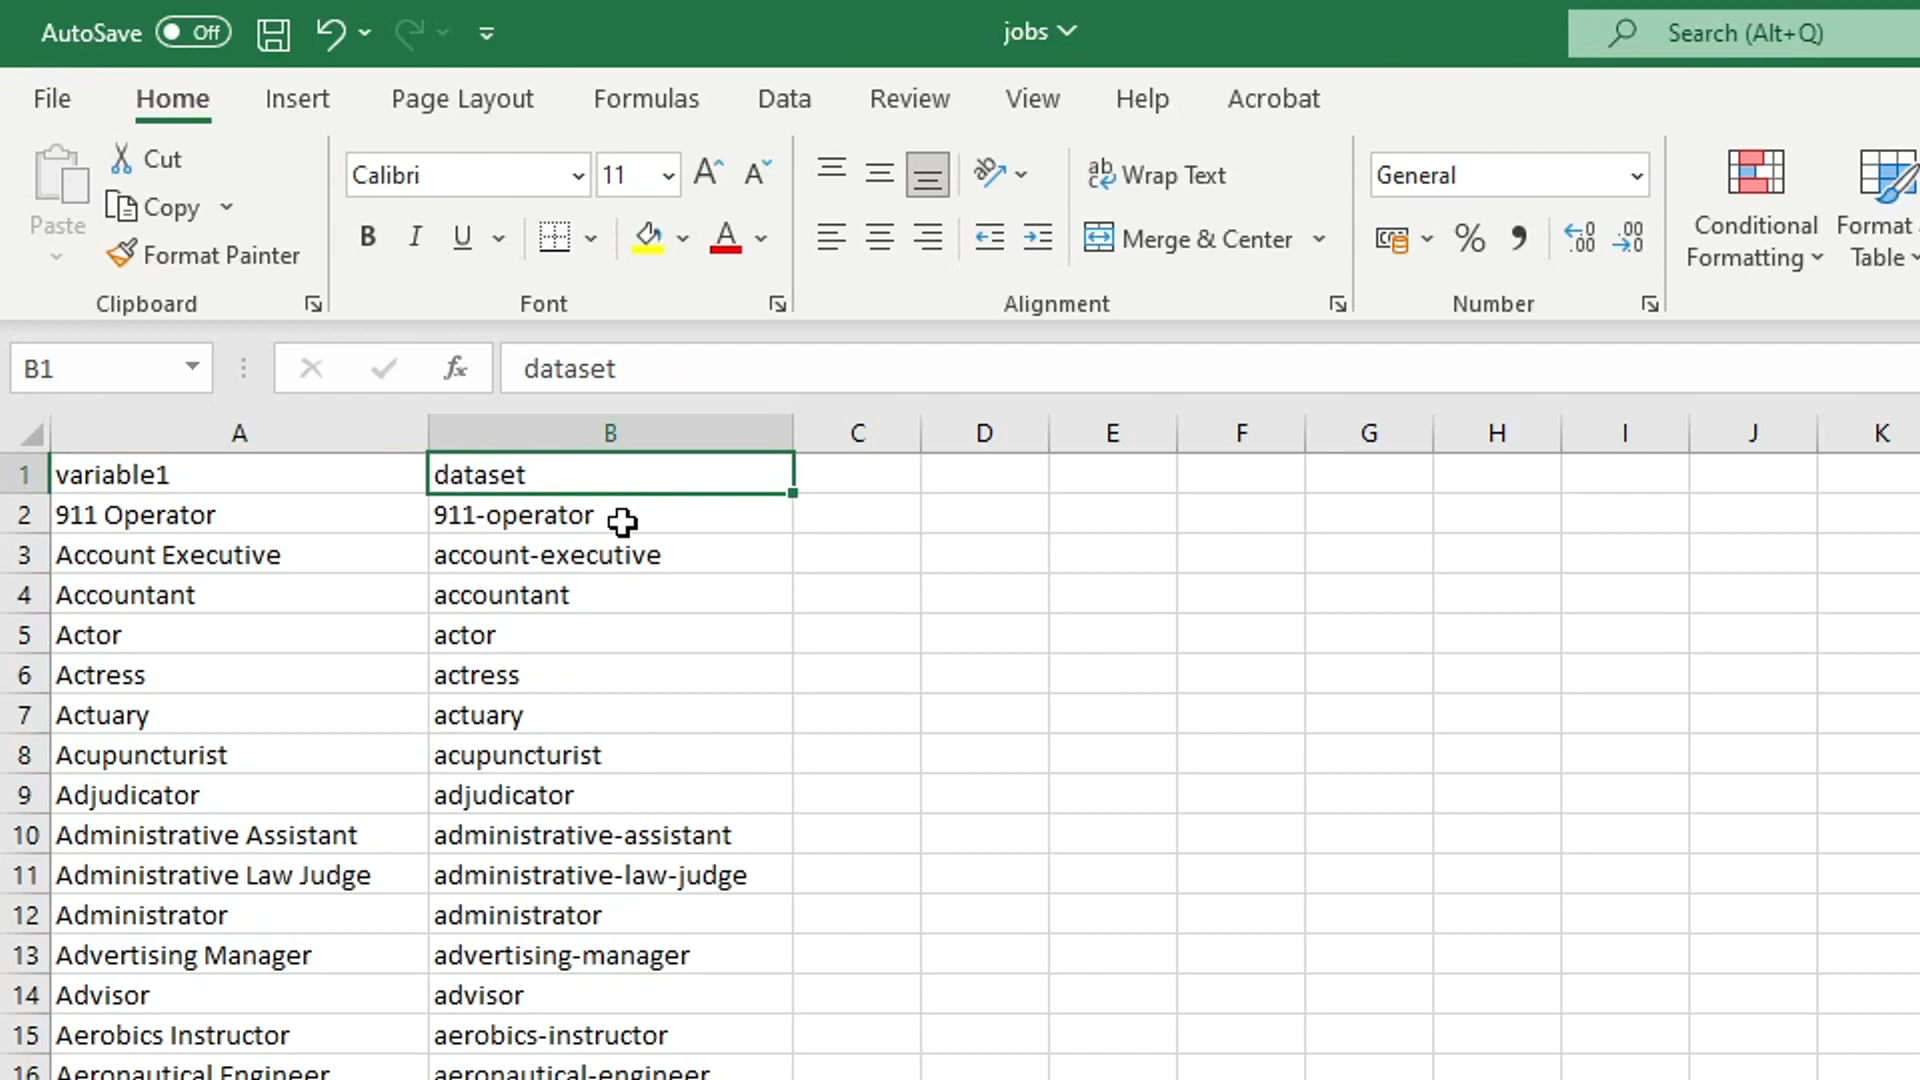 AutoSave Off jobs Search (Alt+Q)
File Home Insert Page Layout Formulas Data Review View Help Acrobat
Paste
Cut
Copy
Format Painter
Clipboard
Calibri 11
B I U A
Font
ab Wrap Text
Merge & Center
Alignment
General
% 9 .00 .00
Number
Conditional
Formatting
Format
Table
B1 fx dataset
A B C D E F G H I J K
1 variable1 dataset
2 911 Operator 911-operator
3 Account Executive account-executive
4 Accountant accountant
5 Actor actor
6 Actress actress
7 Actuary actuary
8 Acupuncturist acupuncturist
9 Adjudicator adjudicator
10 Administrative Assistant administrative-assistant
11 Administrative Law Judge administrative-law-judge
12 Administrator administrator
13 Advertising Manager advertising-manager
14 Advisor advisor
15 Aerobics Instructor aerobics-instructor
16 Aeronautical Engineer aeronautical-engineer